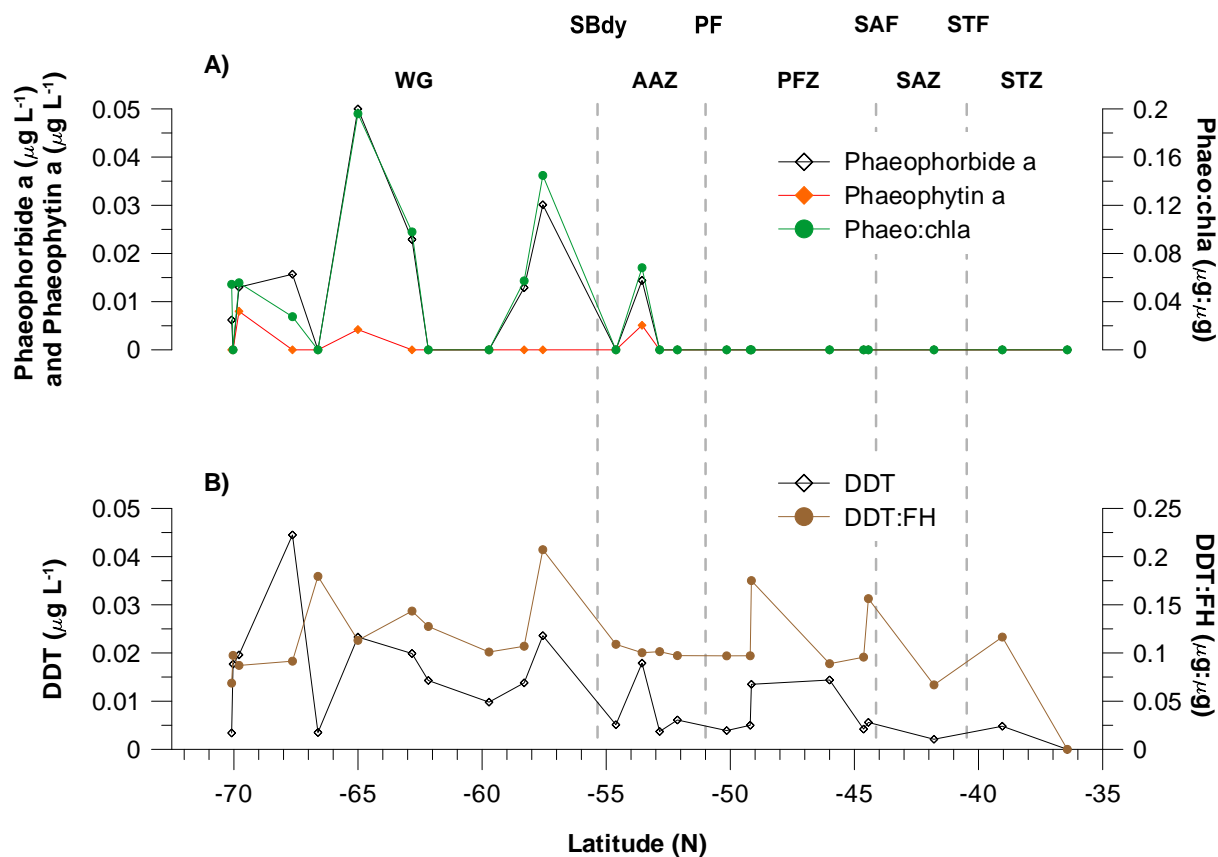 SBdy PF SAF STF
A)
WG AAZ PFZ SAZ STZ
Phaeophorbide a (μg L-1)
and Phaeophytin a (μg L-1)
0.05
0.04
0.03
0.02
0.01
0
Phaeophorbide a
Phaeophytin a
Phaeo:chla
0.2
0.16
0.12
0.08
0.04
0
Phaeo:chla (μg:μg)
B)
DDT (μg L-1)
0.05
0.04
0.03
0.02
0.01
0
DDT
DDT:FH
0.25
0.2
0.15
0.1
0.05
0
DDT:FH (μg:μg)
-70 -65 -60 -55 -50 -45 -40 -35
Latitude (N)